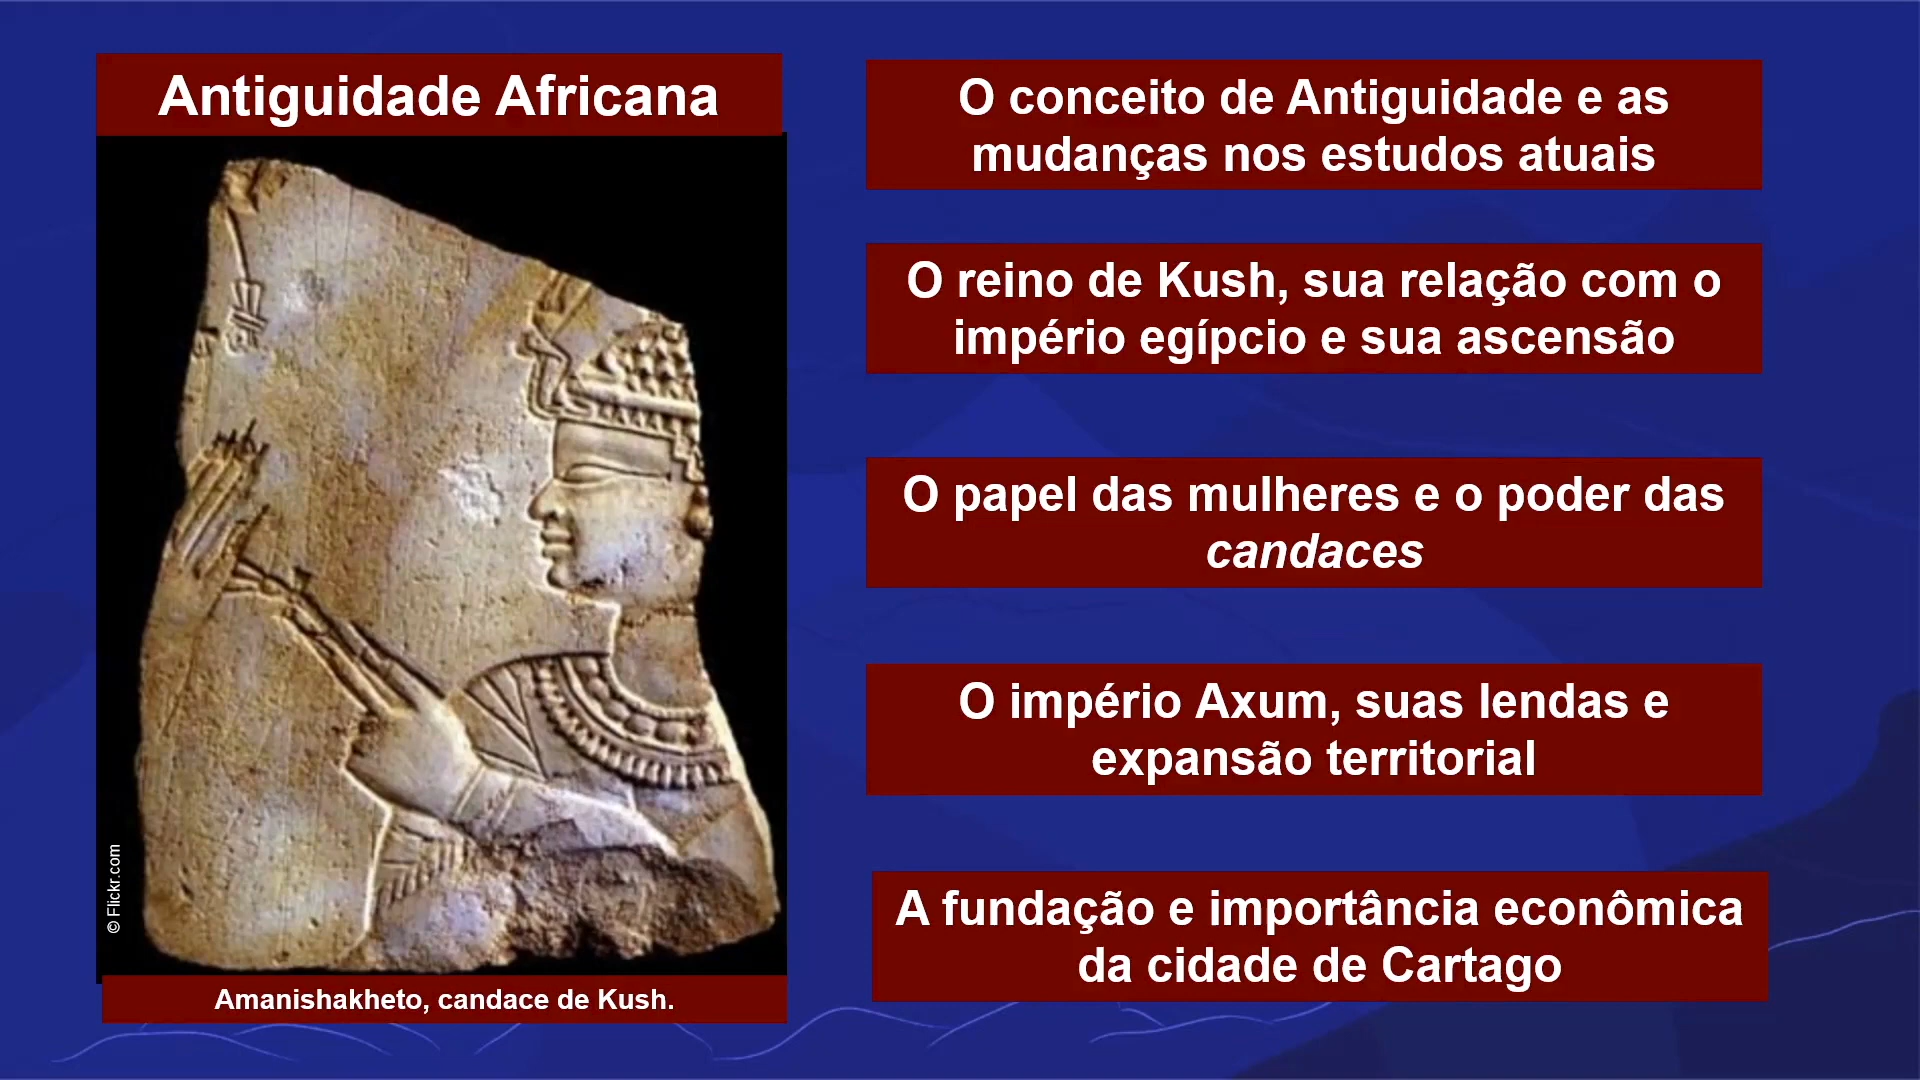 Antiguidade Africana
© Flickr.com
Amanishakheto, candace de Kush.
O conceito de Antiguidade e as
mudanças nos estudos atuais
O reino de Kush, sua relação com o
império egípcio e sua ascensão
O papel das mulheres e o poder das
candaces
O império Axum, suas lendas e
expansão territorial
A fundação e importância econômica
da cidade de Cartago